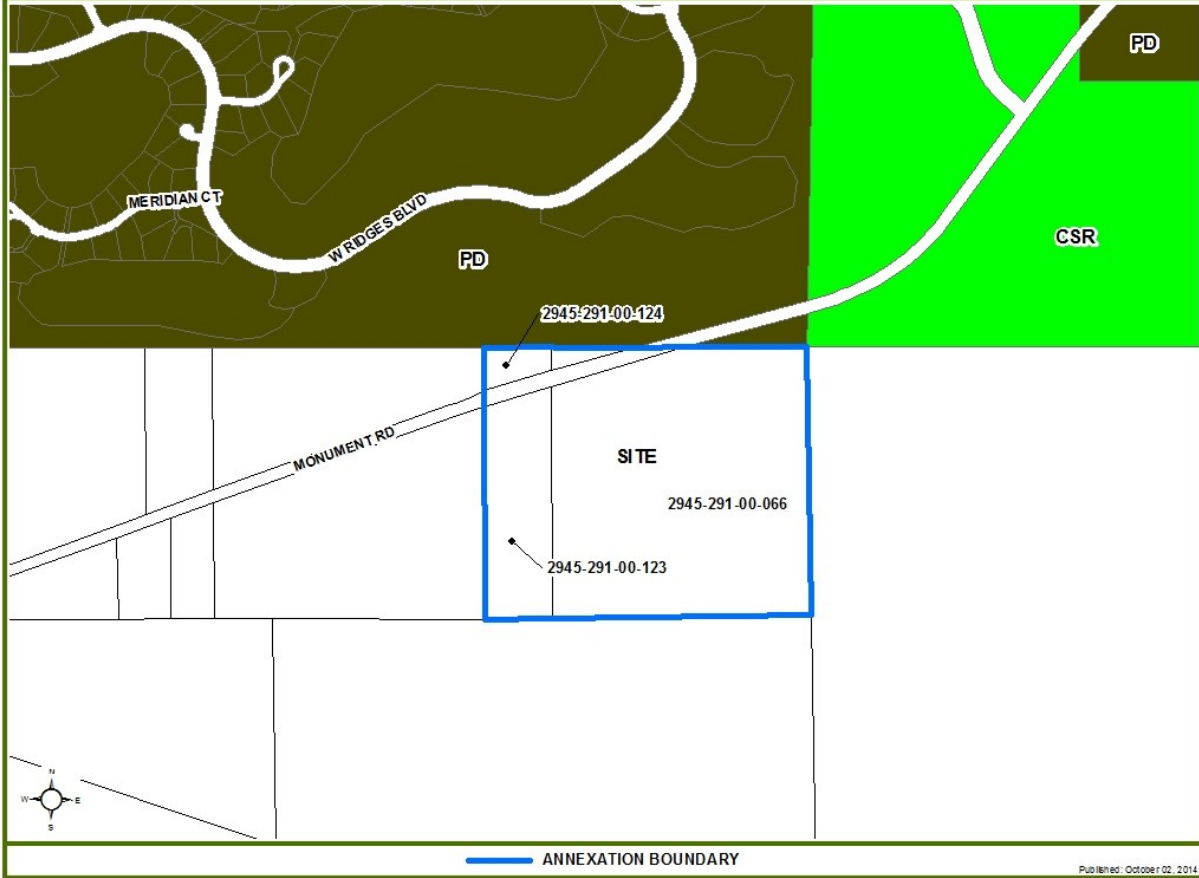 PD
MERIDIAN CT
W RIDGES BLVD
CSR
PD
2945-291-00-124
MONUMENT RD
SITE
2945-291-00-066
2945-291-00-123
N
W E
S
ANNEXATION BOUNDARY
Published: October 02, 2014